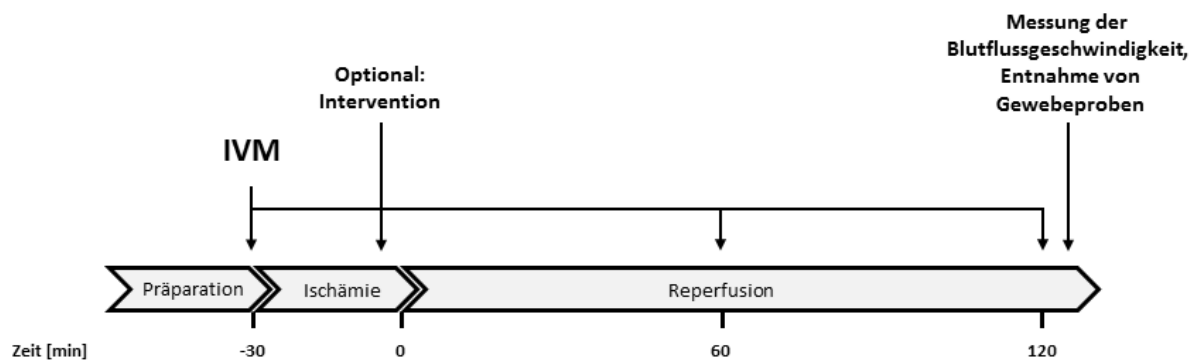 Messung der
Blutflussgeschwindigkeit,
Entnahme von
Gewebeproben
Optional:
Intervention
IVM
Präparation
Ischämie
Reperfusion
Zeit [min]
-30
0
60
120